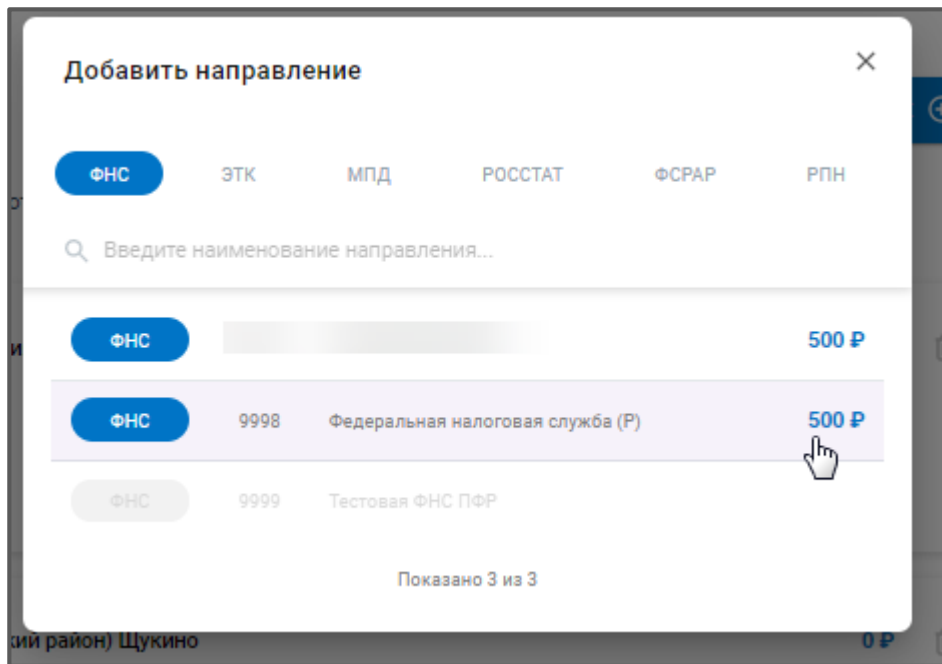 Добавить направление
ФНС ЭТК МПД РОССТАТ ФСРАР РПН
Введите наименование направления...
ФНС 500 ₽
ФНС 9998 Федеральная налоговая служба (Р) 500 ₽
ФНС 9999 Тестовая ФНС ПФР
Показано 3 из 3
кий район) Щукино 0 ₽